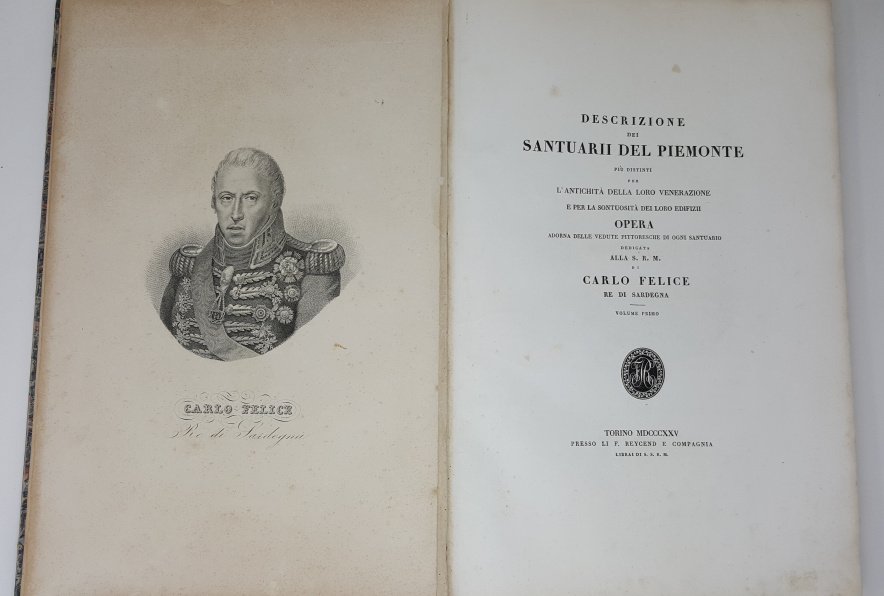 CARLO FELICE
Re di Sardegna
DESCRIZIONE
DEI
SANTUARII DEL PIEMONTE
PIÙ DISTINTI
PER
L'ANTICHITÀ DELLA LORO VENERAZIONE
E PER LA SONTUOSITÀ DEI LORO EDIFIZII
OPERA
ADORNA DELLE VEDUTE PITTORESCHE DI OGNI SANTUARIO
DEDICATA
ALLA S. R. M.
DI
CARLO FELICE
RE DI SARDEGNA
VOLUME PRIMO
TORINO MDCCCXXV
PRESSO LI F. REYCEND E COMPAGNIA
LIBRAI DI S. S. R. M.